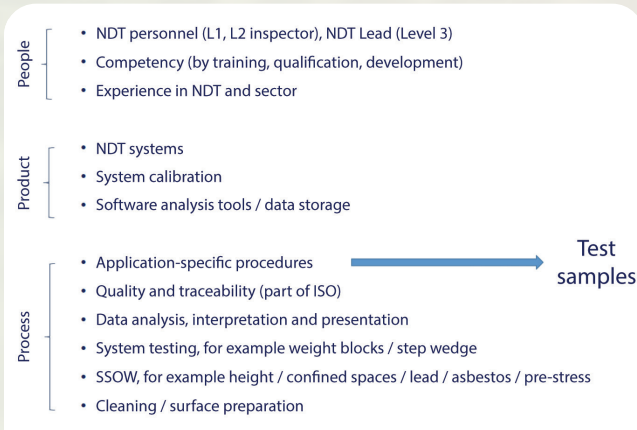 People
• NDT personnel (L1, L2 inspector), NDT Lead (Level 3)
• Competency (by training, qualification, development)
• Experience in NDT and sector
Product
• NDT systems
• System calibration
• Software analysis tools / data storage
Process
• Application-specific procedures
Test
samples
• Quality and traceability (part of ISO)
• Data analysis, interpretation and presentation
• System testing, for example weight blocks / step wedge
• SSOW, for example height / confined spaces / lead / asbestos / pre-stress
• Cleaning / surface preparation